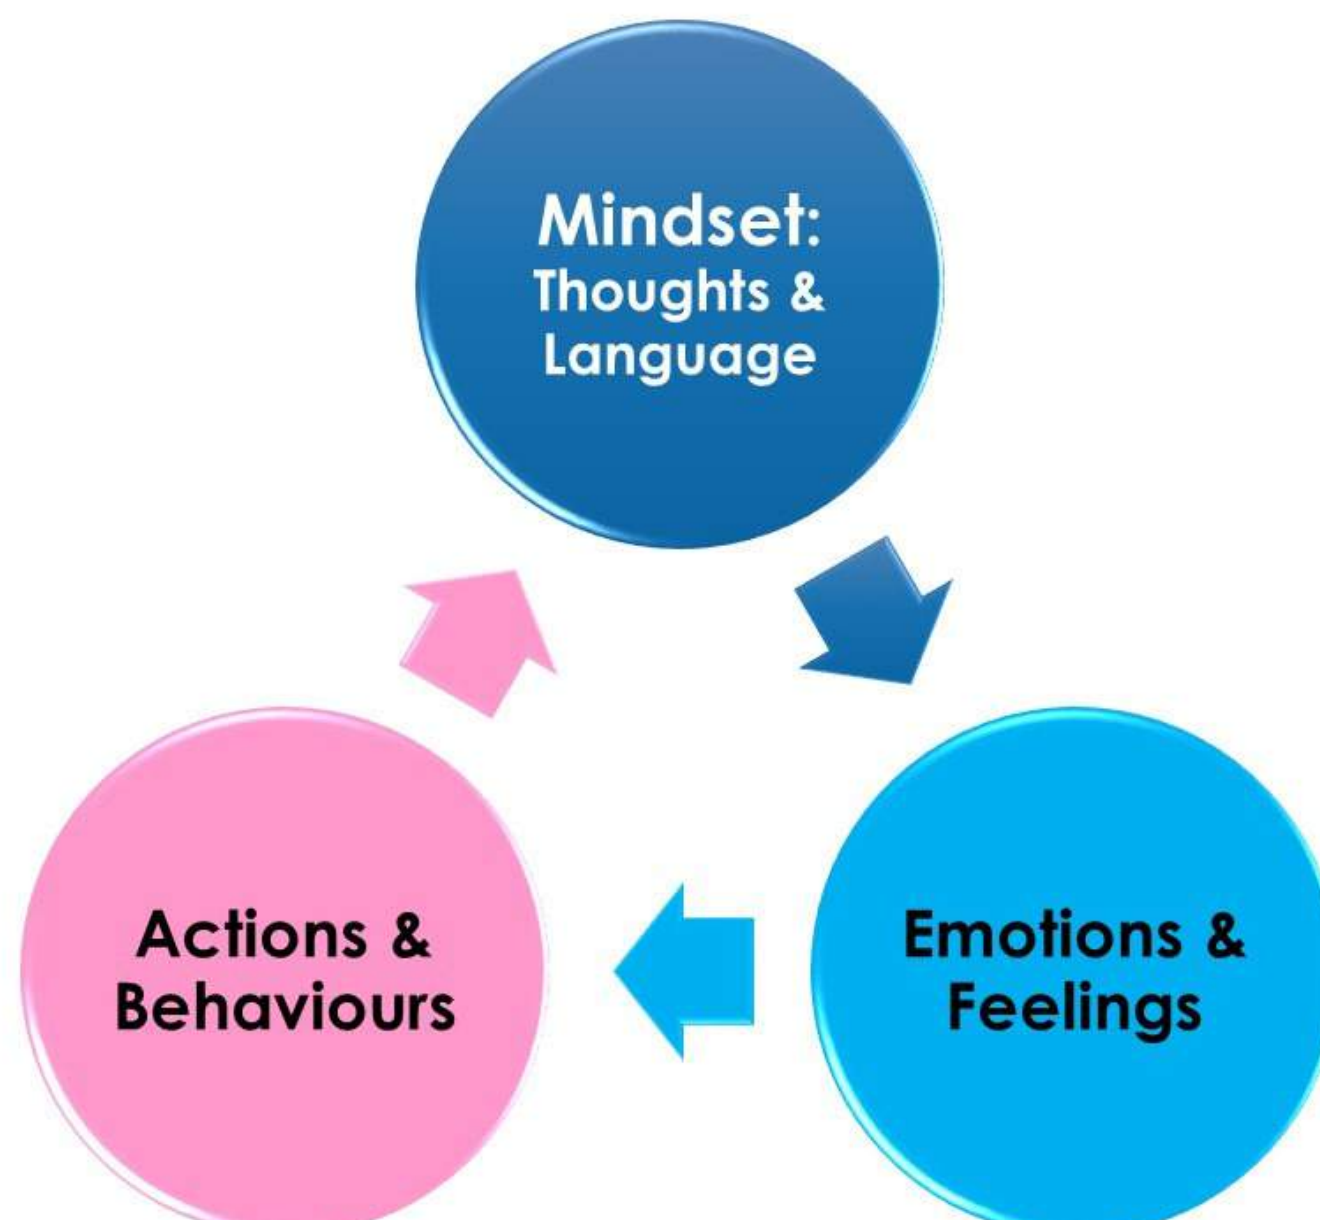 Mindset:
Thoughts &
Language
Actions &
Behaviours
Emotions &
Feelings